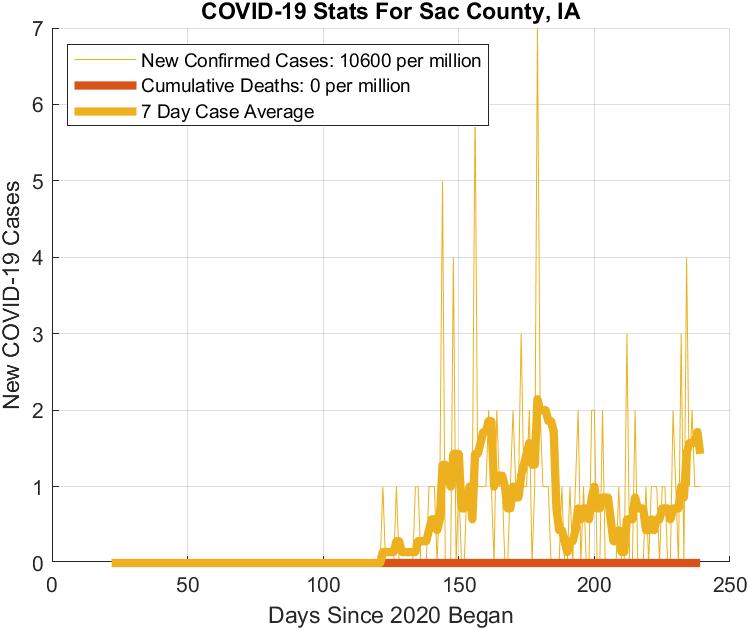 COVID-19 Stats For Sac County, IA
New Confirmed Cases: 10600 per million
Cumulative Deaths: 0 per million
7 Day Case Average
New COVID-19 Cases
7
6
5
4
3
2
1
0
0 50 100 150 200 250
Days Since 2020 Began